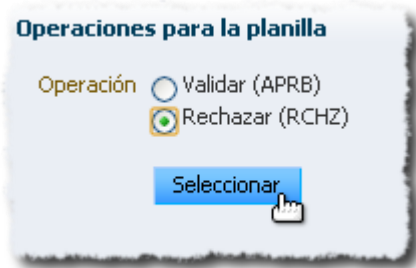 Operaciones para la planilla
Operación Validar (APRB)
Rechazar (RCHZ)
Seleccionar